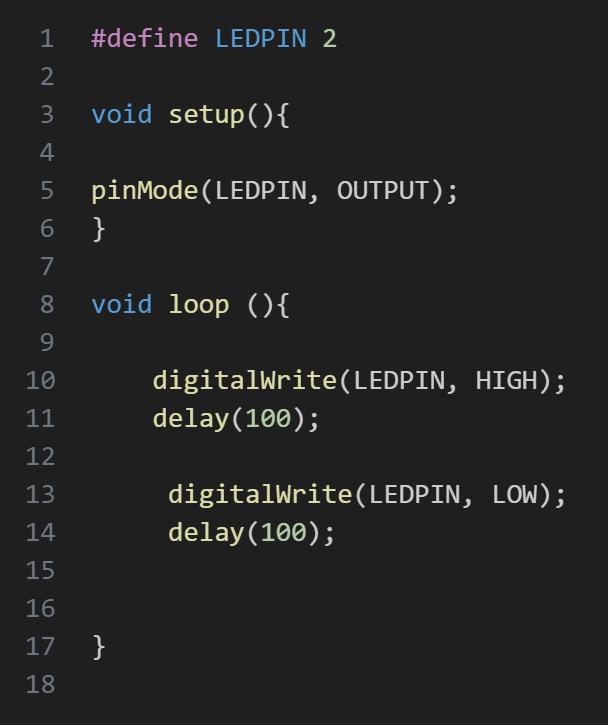 1 #define LEDPIN 2
2
3 void setup(){
4
5 pinMode(LEDPIN, OUTPUT);
6 }
7
8 void loop (){
9
10     digitalWrite(LEDPIN, HIGH);
11     delay(100);
12
13      digitalWrite(LEDPIN, LOW);
14      delay(100);
15
16
17 }
18